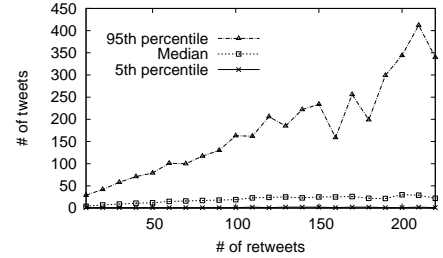 450
400
350
300
250
200
150
100
50
0
# of tweets
95th percentile
Median
5th percentile
50 100 150 200
# of retweets